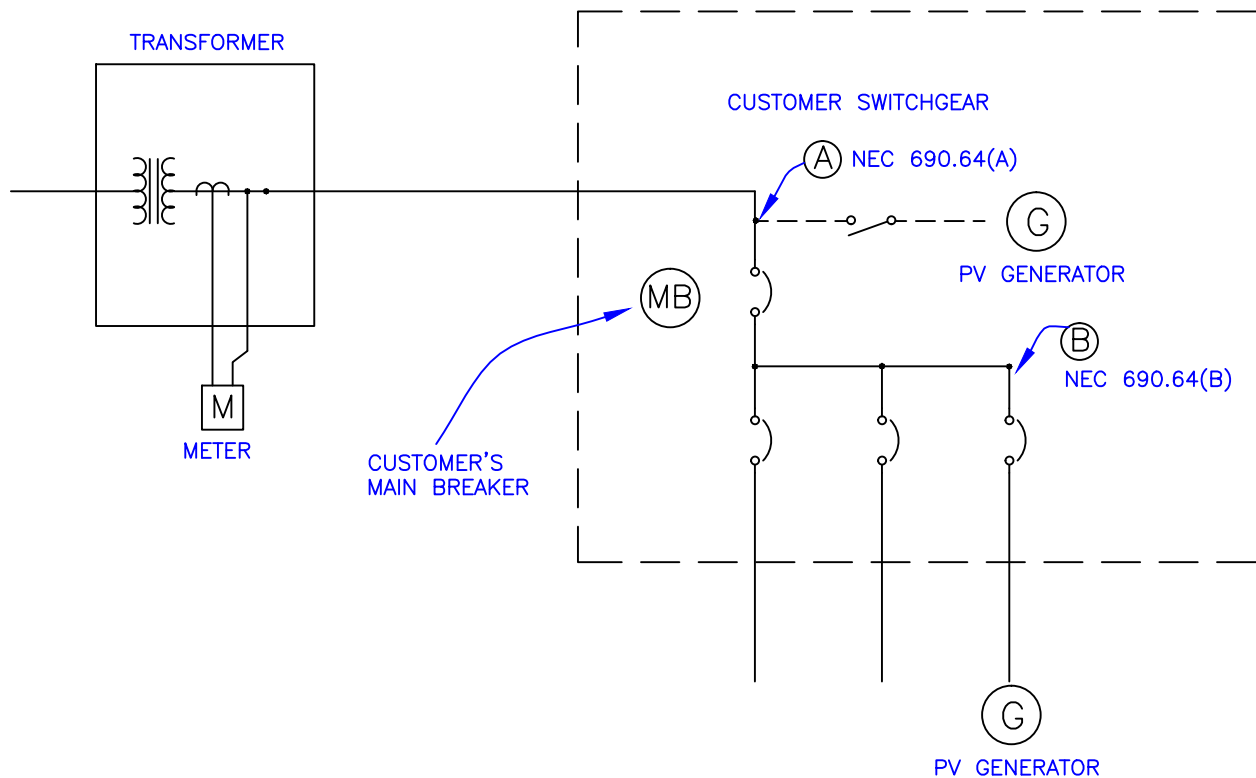 TRANSFORMER
CUSTOMER SWITCHGEAR
A NEC 690.64(A)
G
PV GENERATOR
MB
B
NEC 690.64(B)
M
METER
CUSTOMER'S
MAIN BREAKER
G
PV GENERATOR